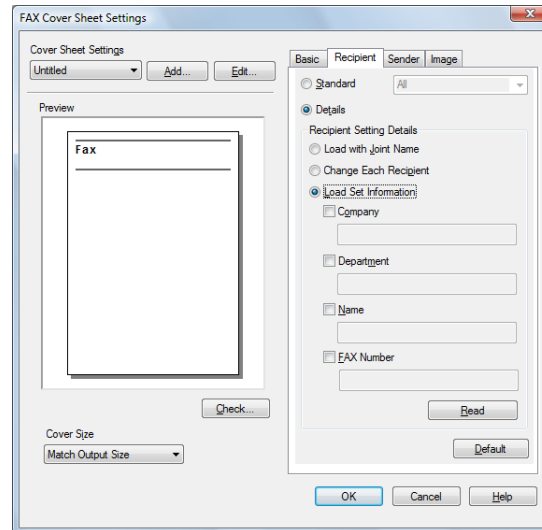 FAX Cover Sheet Settings
Cover Sheet Settings
Untitled
Add...
Edit...
Preview
Fax
Check...
Cover Size
Match Output Size
Basic
Recipient
Sender
Image
Standard
All
Details
Recipient Setting Details
Load with Joint Name
Change Each Recipient
Load Set Information
Company
Department
Name
FAX Number
Read
Default
OK
Cancel
Help